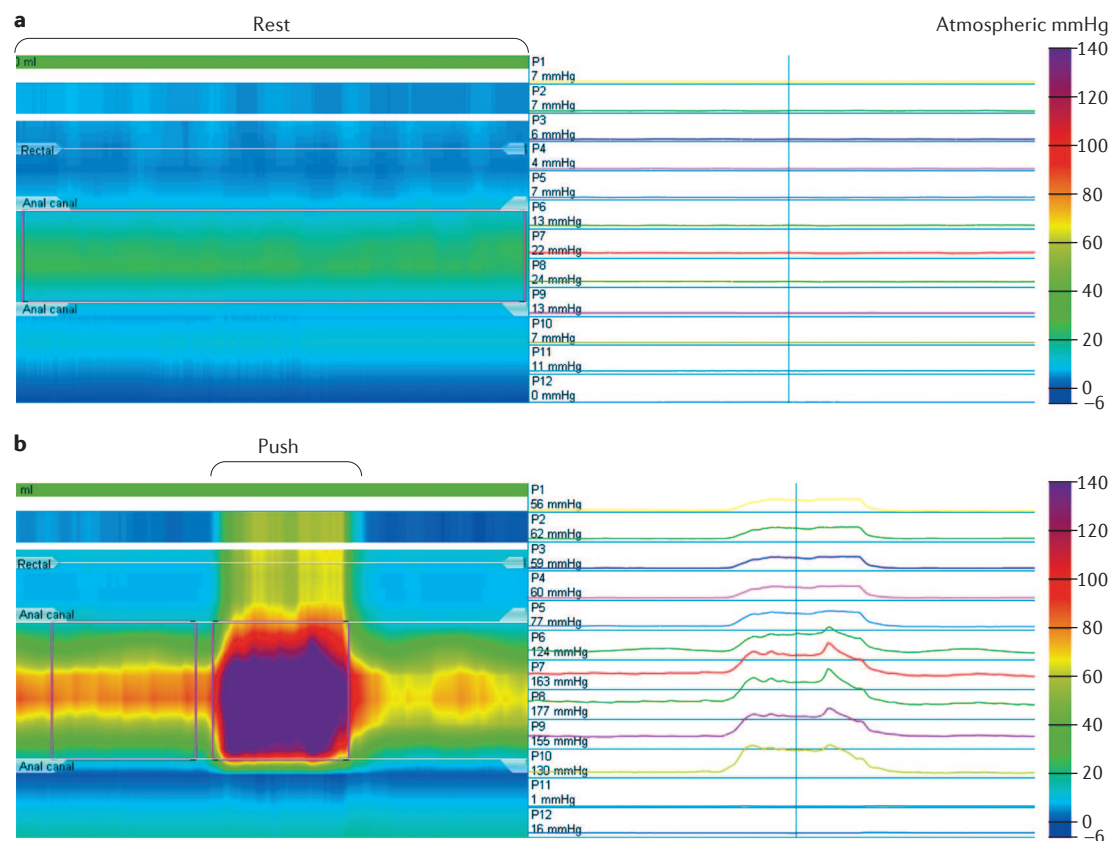 a
Rest
Atmospheric mmHg
0 ml
Rectal
Anal canal
Anal canal
P1
7 mmHg
P2
7 mmHg
P3
6 mmHg
P4
4 mmHg
P5
7 mmHg
P6
13 mmHg
P7
22 mmHg
P8
24 mmHg
P9
13 mmHg
P10
7 mmHg
P11
11 mmHg
P12
0 mmHg
140
120
100
80
60
40
20
0
–6
b
Push
ml
Rectal
Anal canal
Anal canal
P1
56 mmHg
P2
62 mmHg
P3
59 mmHg
P4
60 mmHg
P5
77 mmHg
P6
124 mmHg
P7
163 mmHg
P8
177 mmHg
P9
155 mmHg
P10
130 mmHg
P11
1 mmHg
P12
16 mmHg
140
120
100
80
60
40
20
0
–6